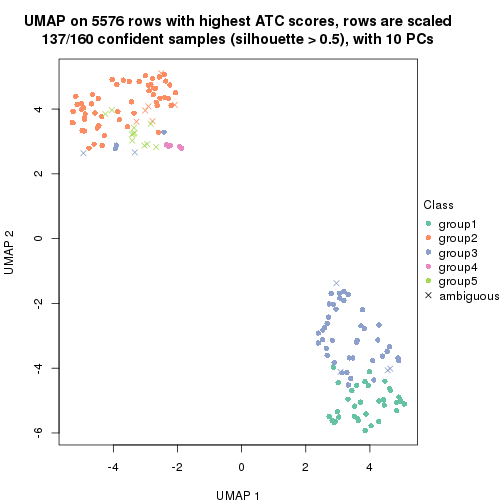 UMAP on 5576 rows with highest ATC scores, rows are scaled
137/160 confident samples (silhouette > 0.5), with 10 PCs
UMAP 2
4
2
0
-2
-4
-6
-4
-2
0
2
4
UMAP 1
Class
group1
group2
group3
group4
group5
ambiguous